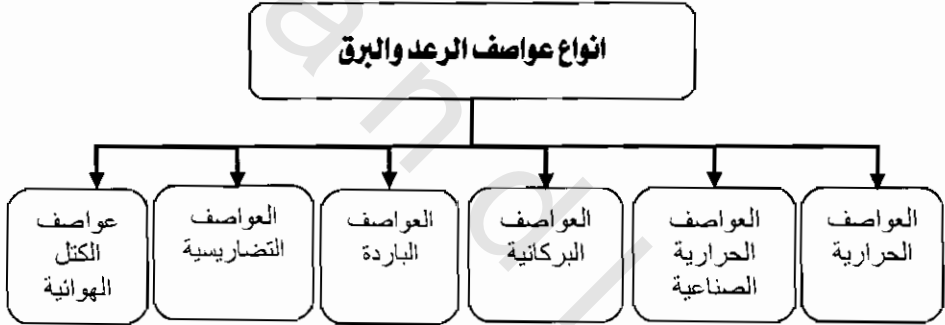 انواع عواصف الرعد والبرق
العواصف
الحرارية
العواصف
الحرارية
الصناعية
العواصف
البركانية
العواصف
الباردة
العواصف
التضاريسية
عواصف
الكتل
الهوائية